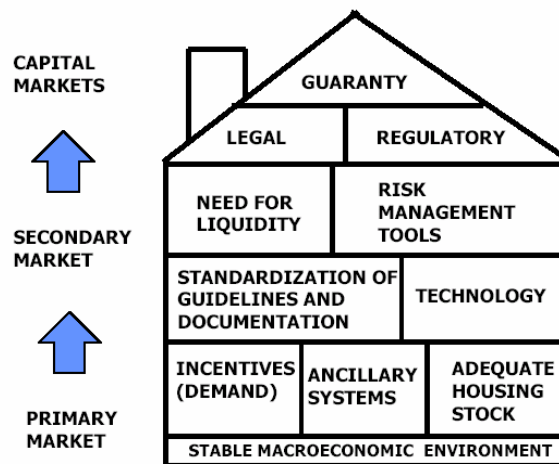 CAPITAL
MARKETS
GUARANTY
LEGAL
REGULATORY
NEED FOR
LIQUIDITY
RISK
MANAGEMENT
TOOLS
SECONDARY
MARKET
STANDARDIZATION OF
GUIDELINES AND
DOCUMENTATION
TECHNOLOGY
INCENTIVES
(DEMAND)
ANCILLARY
SYSTEMS
ADEQUATE
HOUSING
STOCK
PRIMARY
MARKET
STABLE MACROECONOMIC ENVIRONMENT